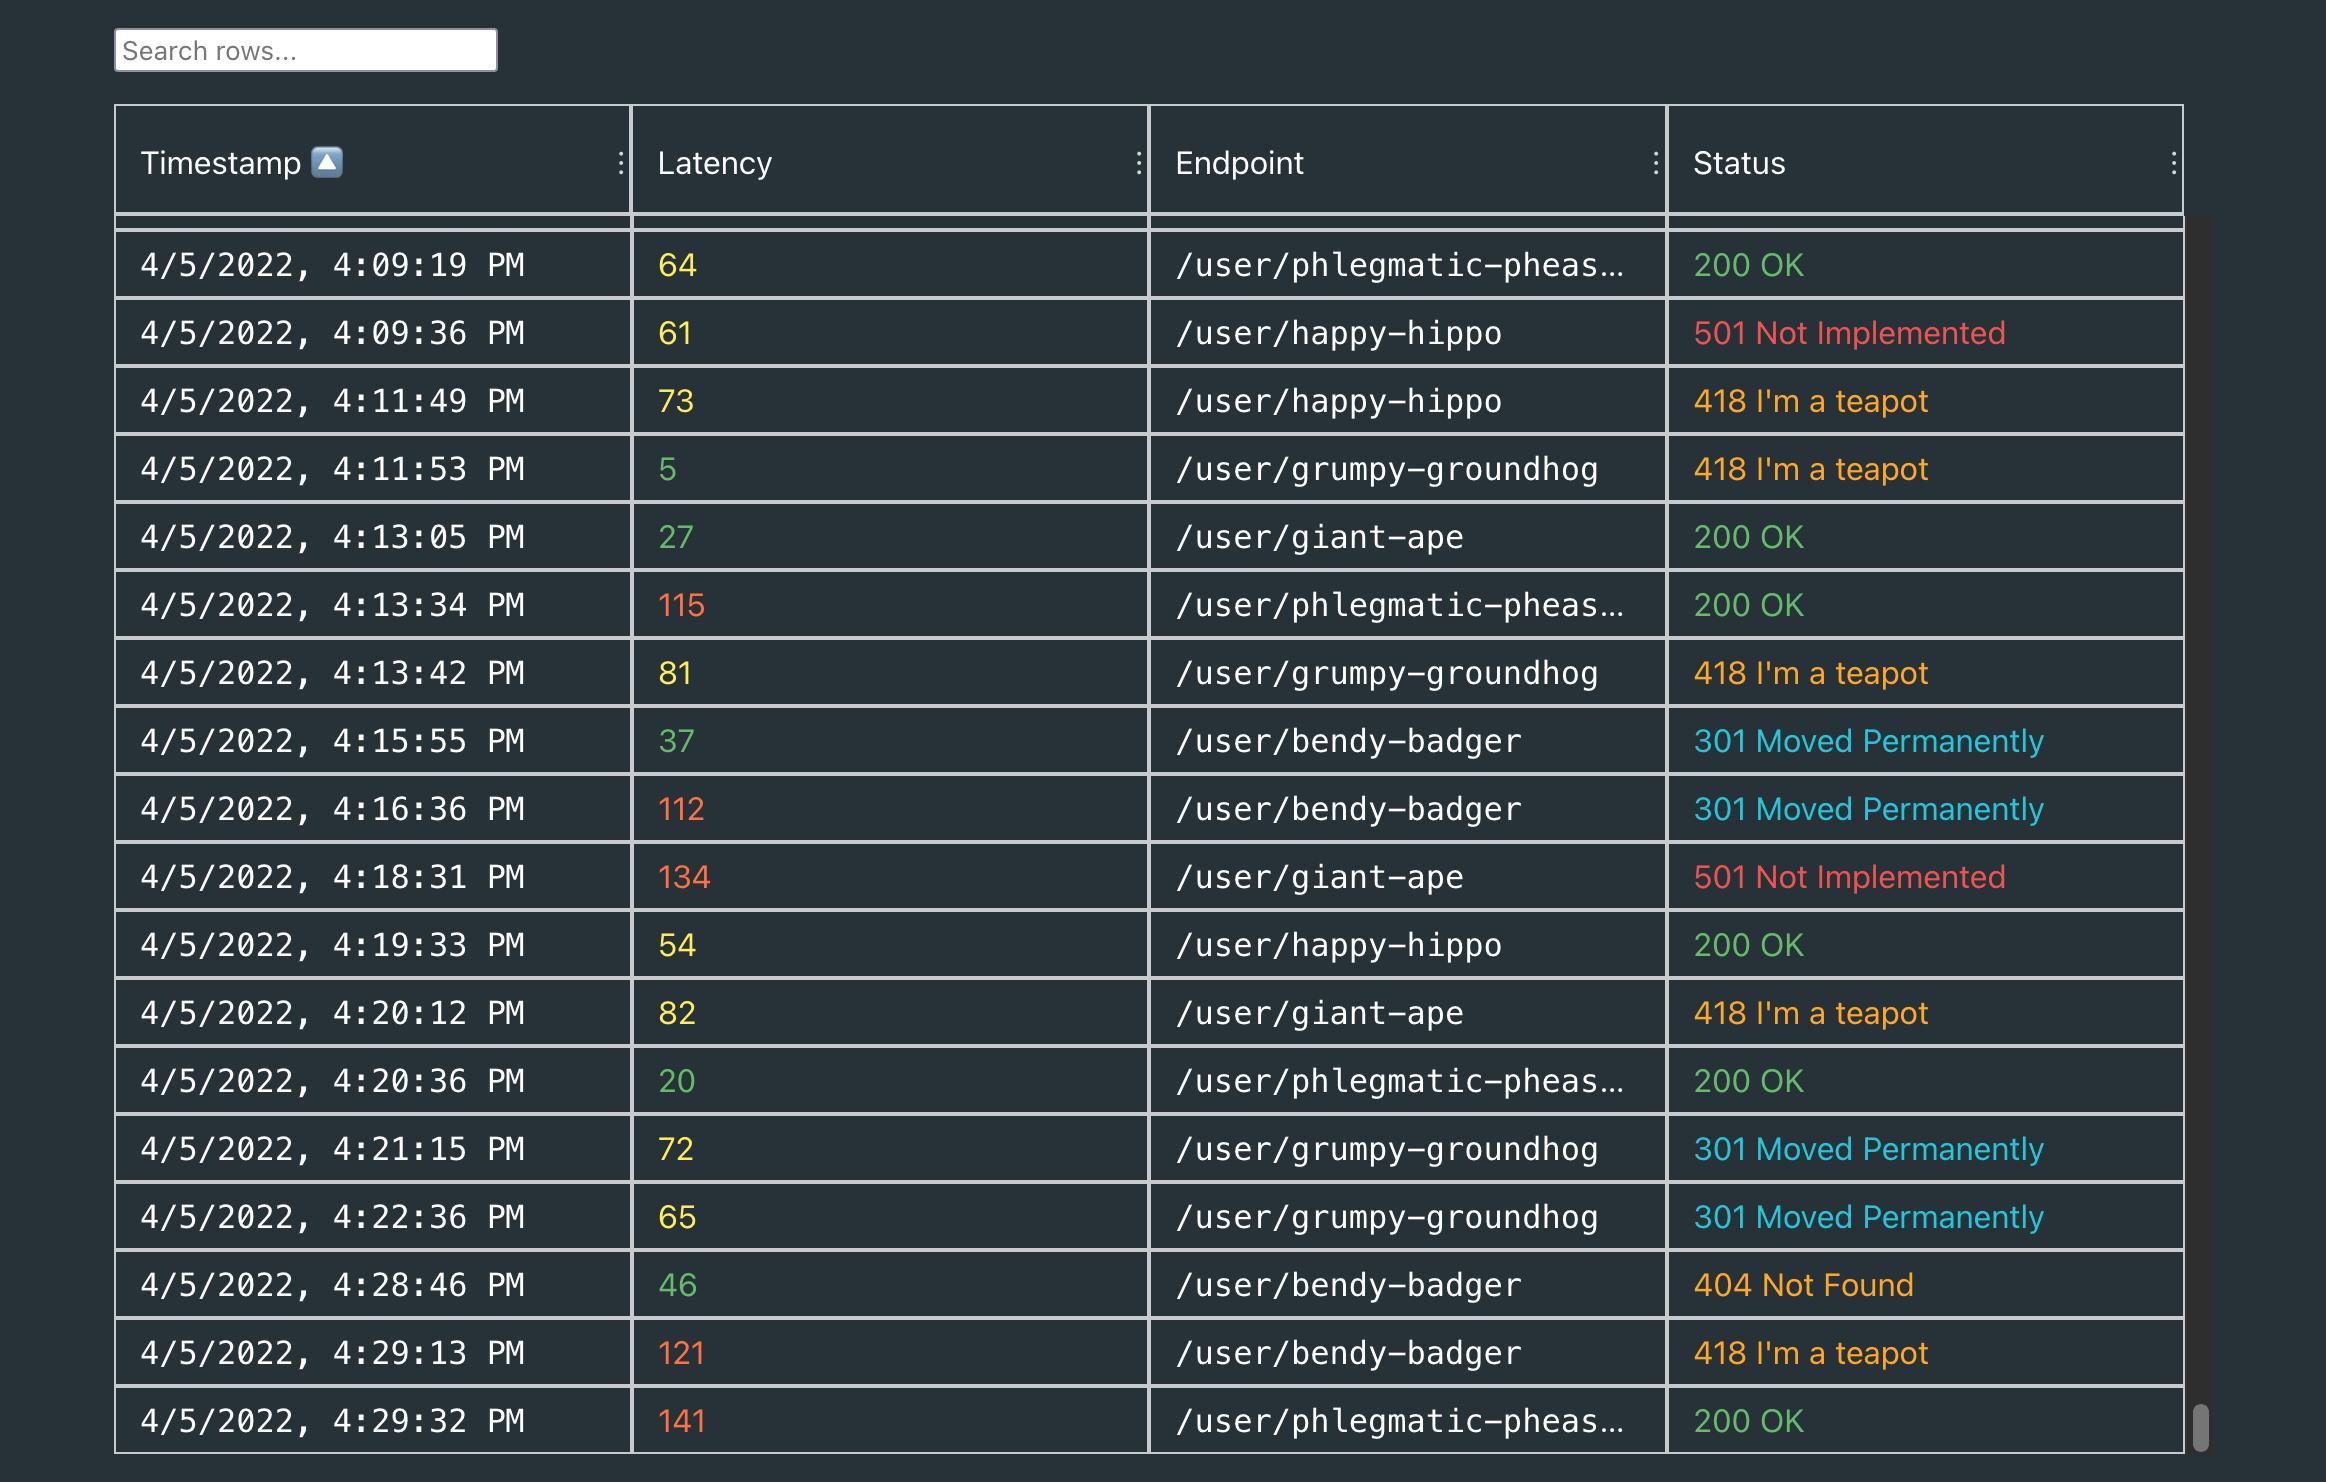 Search rows...
Timestamp Latency Endpoint Status
4/5/2022, 4:09:19 PM 64 /user/phlegmatic-pheas... 200 OK
4/5/2022, 4:09:36 PM 61 /user/happy-hippo 501 Not Implemented
4/5/2022, 4:11:49 PM 73 /user/happy-hippo 418 I'm a teapot
4/5/2022, 4:11:53 PM 5 /user/grumpy-groundhog 418 I'm a teapot
4/5/2022, 4:13:05 PM 27 /user/giant-ape 200 OK
4/5/2022, 4:13:34 PM 115 /user/phlegmatic-pheas... 200 OK
4/5/2022, 4:13:42 PM 81 /user/grumpy-groundhog 418 I'm a teapot
4/5/2022, 4:15:55 PM 37 /user/bendy-badger 301 Moved Permanently
4/5/2022, 4:16:36 PM 112 /user/bendy-badger 301 Moved Permanently
4/5/2022, 4:18:31 PM 134 /user/giant-ape 501 Not Implemented
4/5/2022, 4:19:33 PM 54 /user/happy-hippo 200 OK
4/5/2022, 4:20:12 PM 82 /user/giant-ape 418 I'm a teapot
4/5/2022, 4:20:36 PM 20 /user/phlegmatic-pheas... 200 OK
4/5/2022, 4:21:15 PM 72 /user/grumpy-groundhog 301 Moved Permanently
4/5/2022, 4:22:36 PM 65 /user/grumpy-groundhog 301 Moved Permanently
4/5/2022, 4:28:46 PM 46 /user/bendy-badger 404 Not Found
4/5/2022, 4:29:13 PM 121 /user/bendy-badger 418 I'm a teapot
4/5/2022, 4:29:32 PM 141 /user/phlegmatic-pheas... 200 OK